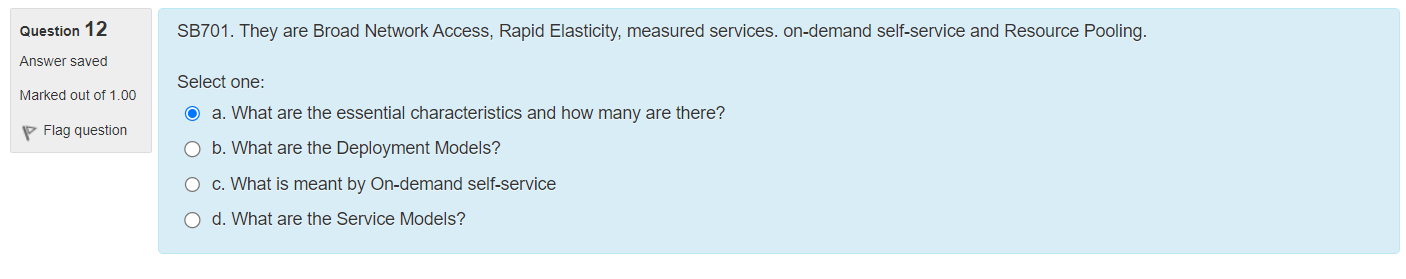 Question 12
Answer saved
Marked out of 1.00
Flag question
SB701. They are Broad Network Access, Rapid Elasticity, measured services. on-demand self-service and Resource Pooling.
Select one:
a. What are the essential characteristics and how many are there?
b. What are the Deployment Models?
c. What is meant by On-demand self-service
d. What are the Service Models?